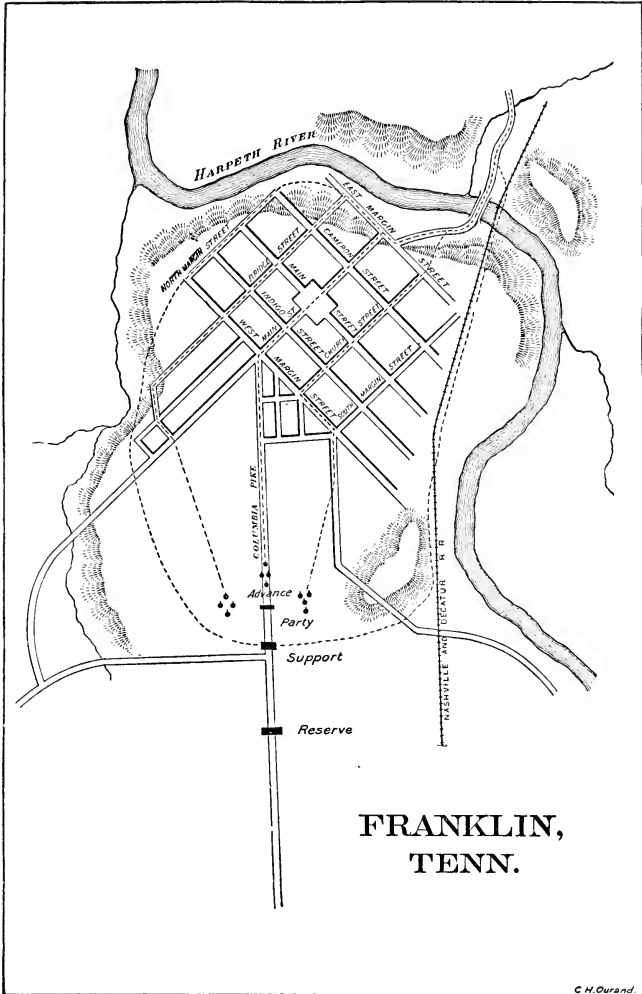 HARPETH RIVER
EAST MARGIN STREET
NORTH MARGIN STREET
BRIDGE STREET
CAMERON STREET
MAIN STREET
INDIGO ST
WEST MARGIN STREET
MAIN STREET
CHURCH STREET
SOUTH MARGIN STREET
COLUMBIA PIKE
Advance
Party
Support
Reserve
NASHVILLE AND DECATUR R R
FRANKLIN,
TENN.
C H. Ourand.